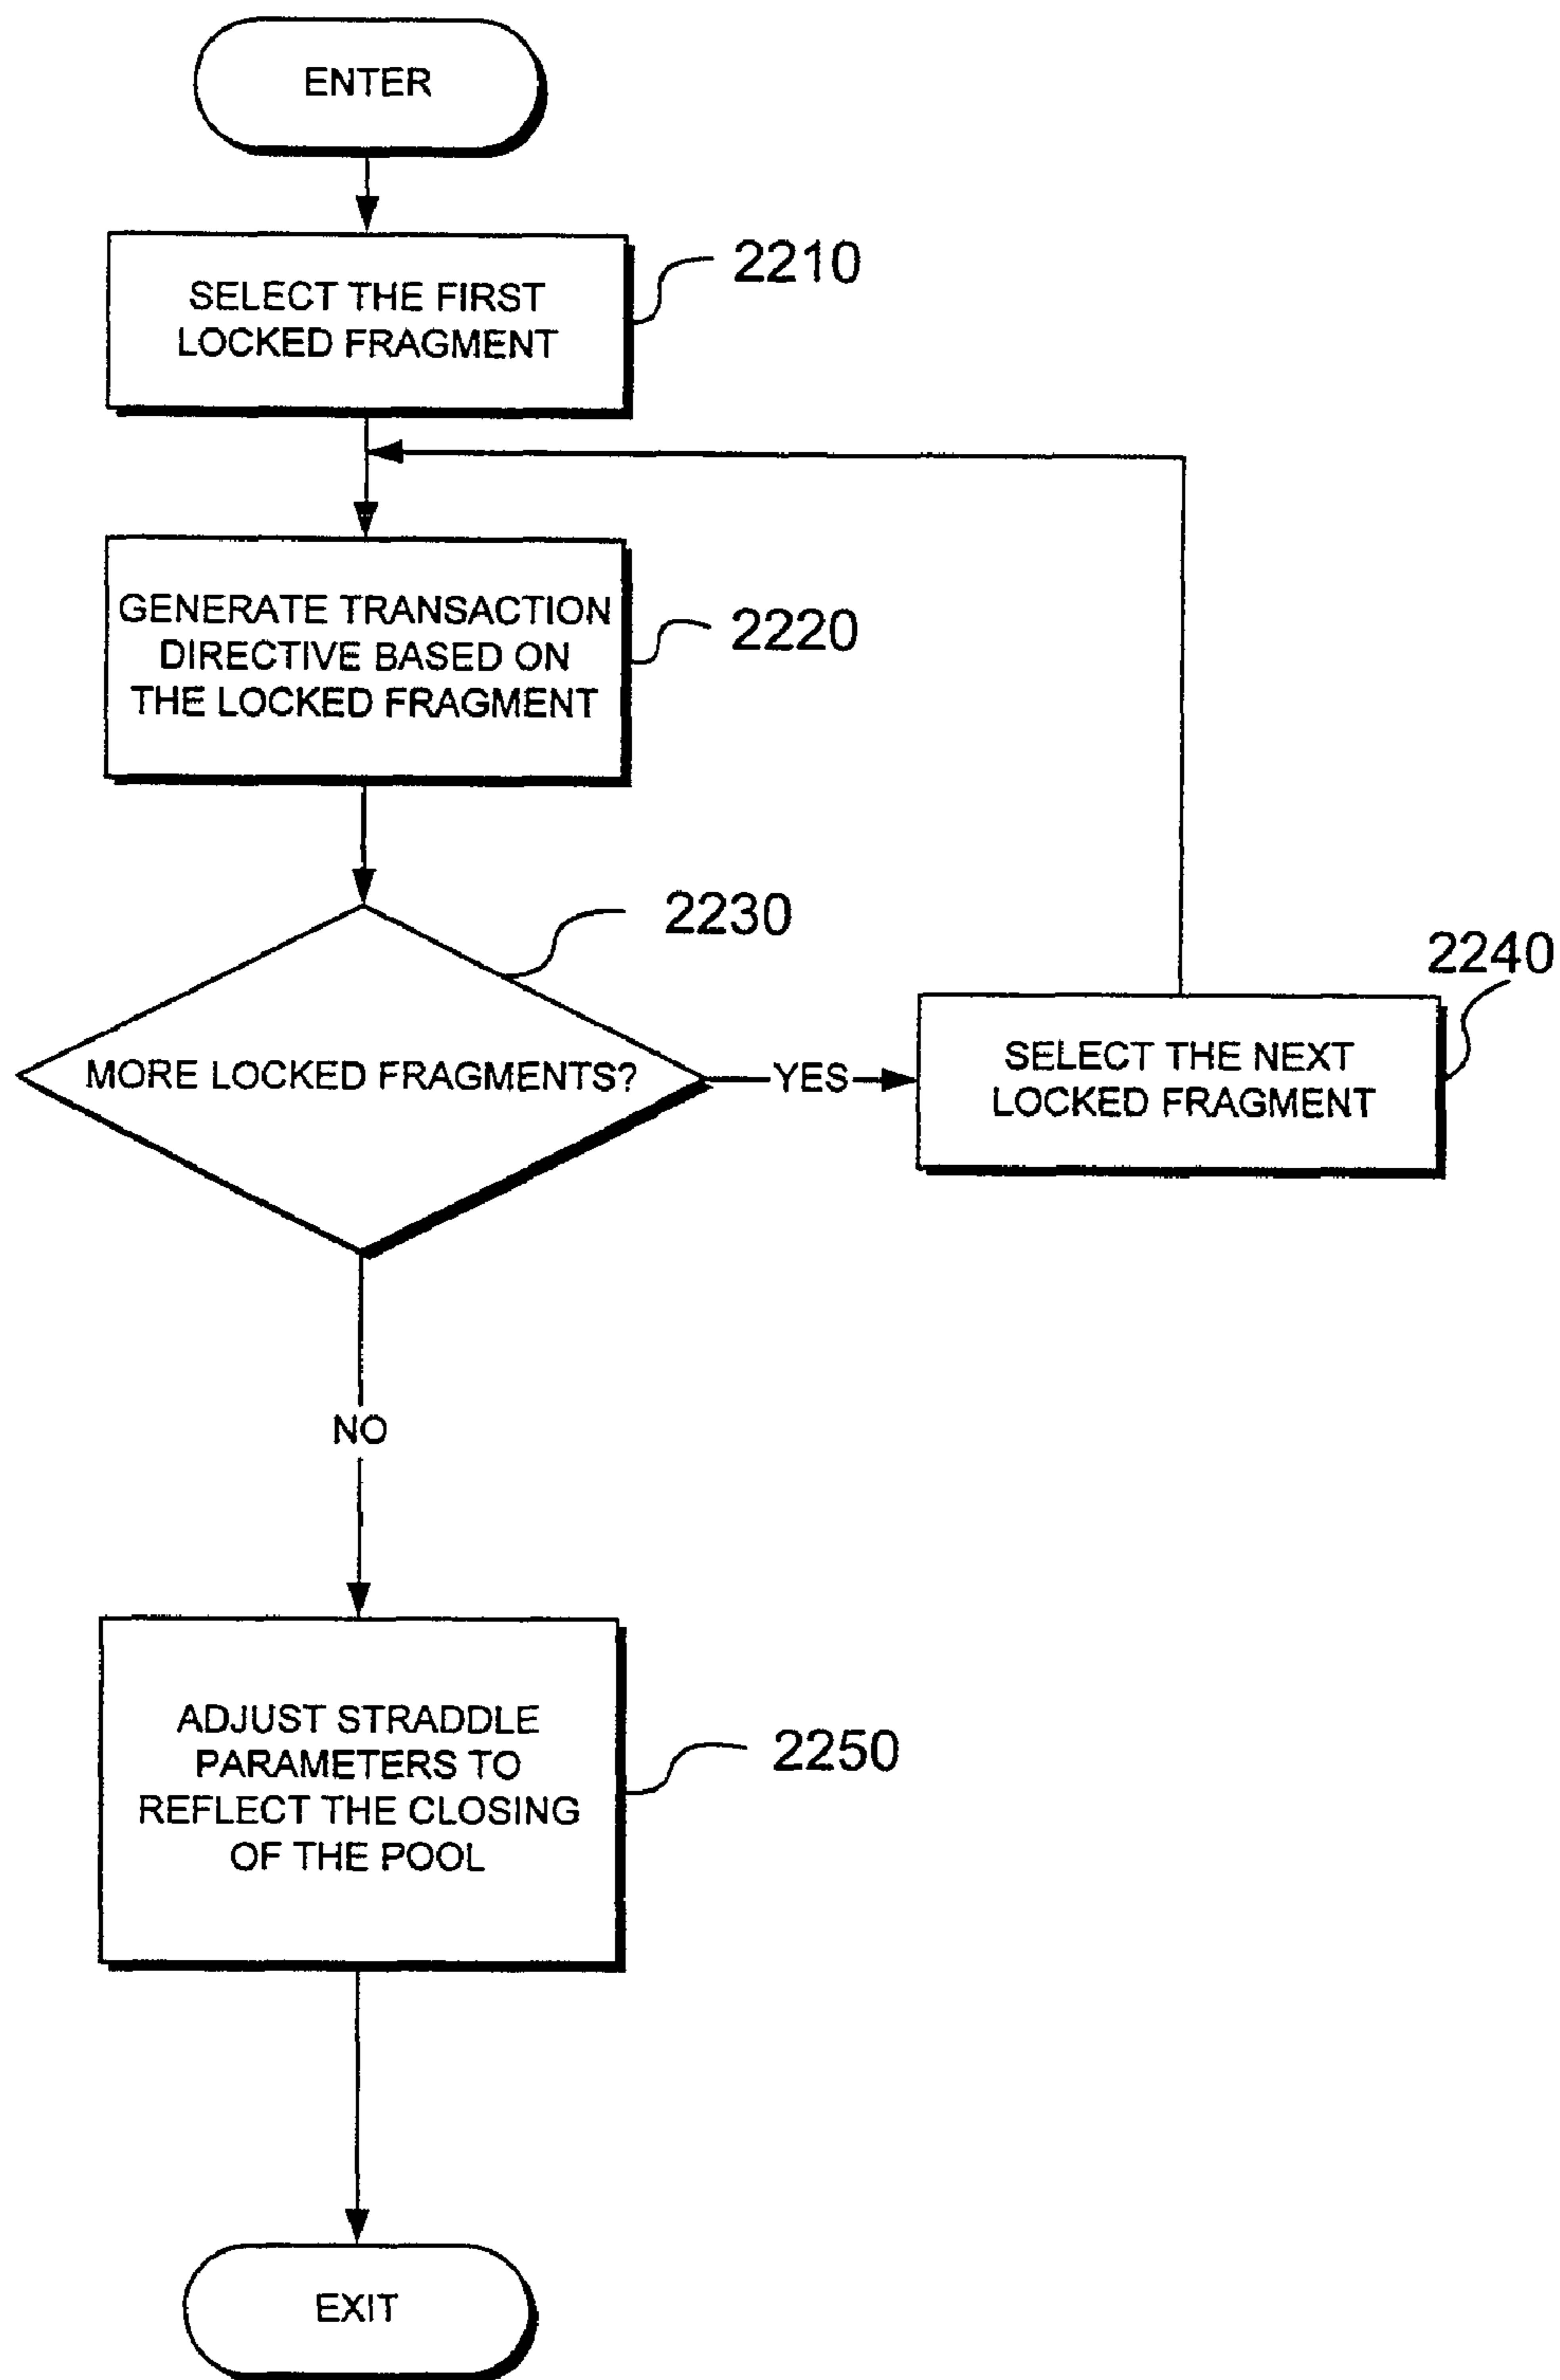 ENTER
SELECT THE FIRST
LOCKED FRAGMENT
2210
GENERATE TRANSACTION
DIRECTIVE BASED ON
THE LOCKED FRAGMENT
2220
2230
MORE LOCKED FRAGMENTS?
YES
2240
SELECT THE NEXT
LOCKED FRAGMENT
NO
ADJUST STRADDLE
PARAMETERS TO
REFLECT THE CLOSING
OF THE POOL
2250
EXIT